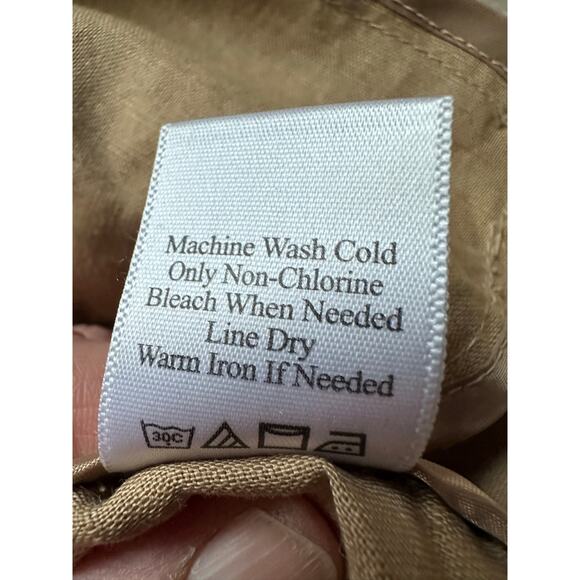 Machine Wash Cold
Only Non-Chlorine
Bleach When Needed
Line Dry
Warm Iron If Needed
30C